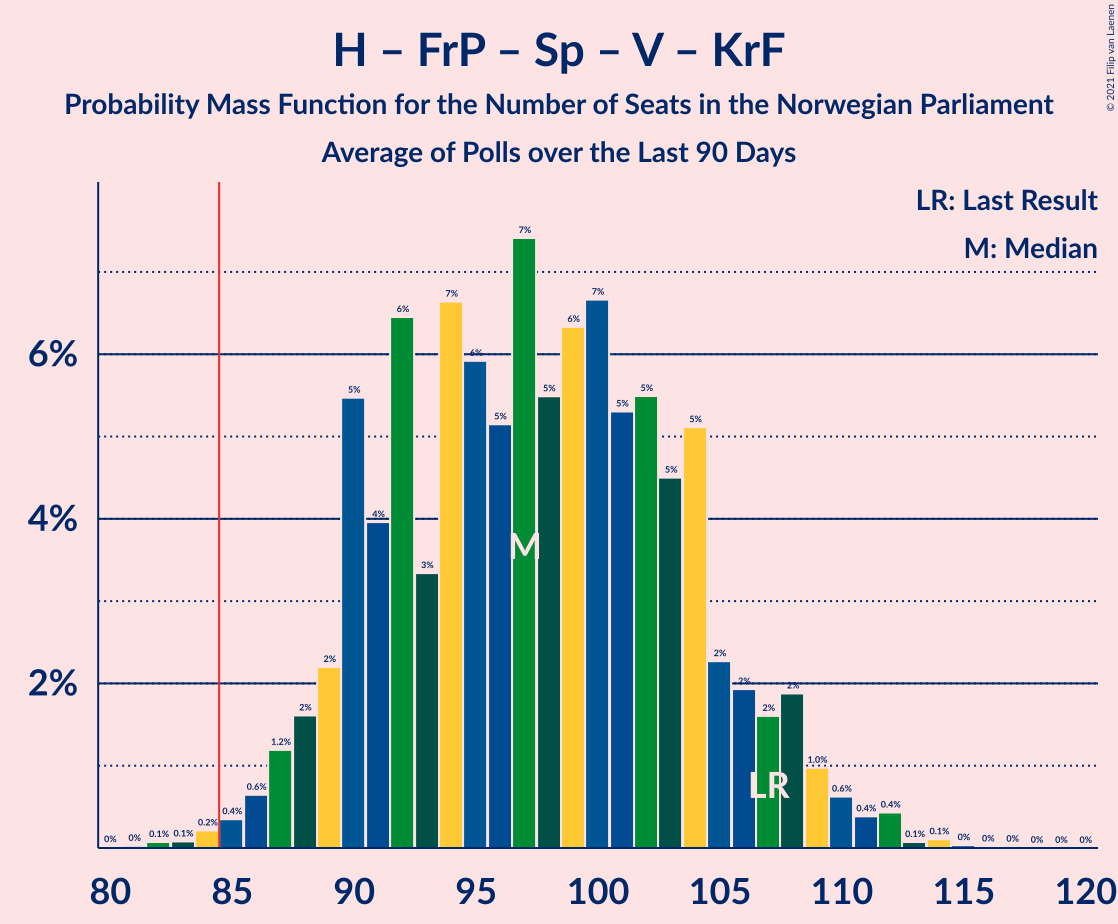 H – FrP – Sp – V – KrF
Probability Mass Function for the Number of Seats in the Norwegian Parliament
Average of Polls over the Last 90 Days
© 2021 Filip van Laenen
LR: Last Result
M: Median
6%
4%
2%
0% 0% 0.1% 0.1% 0.2% 0.4% 0.6% 1.2% 2% 2% 5% 4% 6% 3% 7% 6% 5% 7% 5% 6% 7% 5% 5% 5% 5% 2% 2% 2% 2% 1.0% 0.6% 0.4% 0.4% 0.1% 0.1% 0% 0% 0% 0% 0% 0%
M
LR
80 85 90 95 100 105 110 115 120